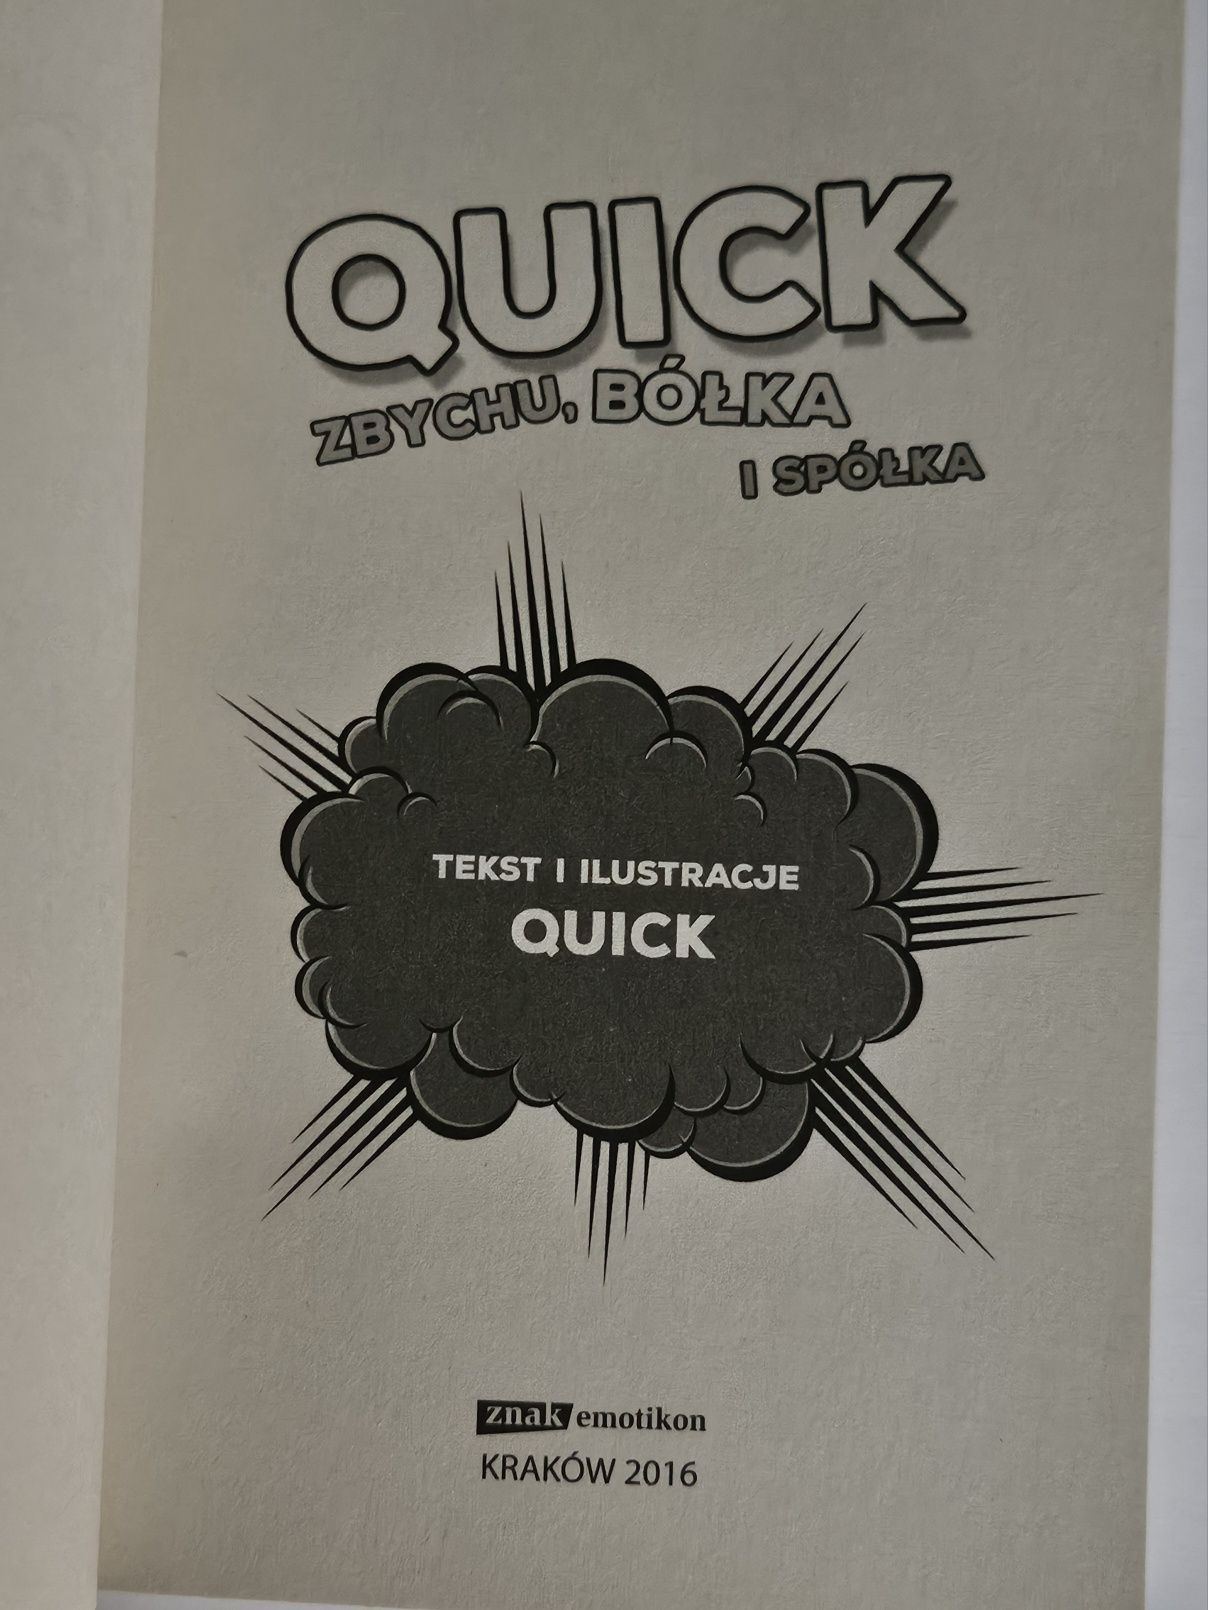 QUICK
ZBYCHU, BÓŁKA
I SPÓŁKA
TEKST I ILUSTRACJE
QUICK
znak emotikon
KRAKÓW 2016